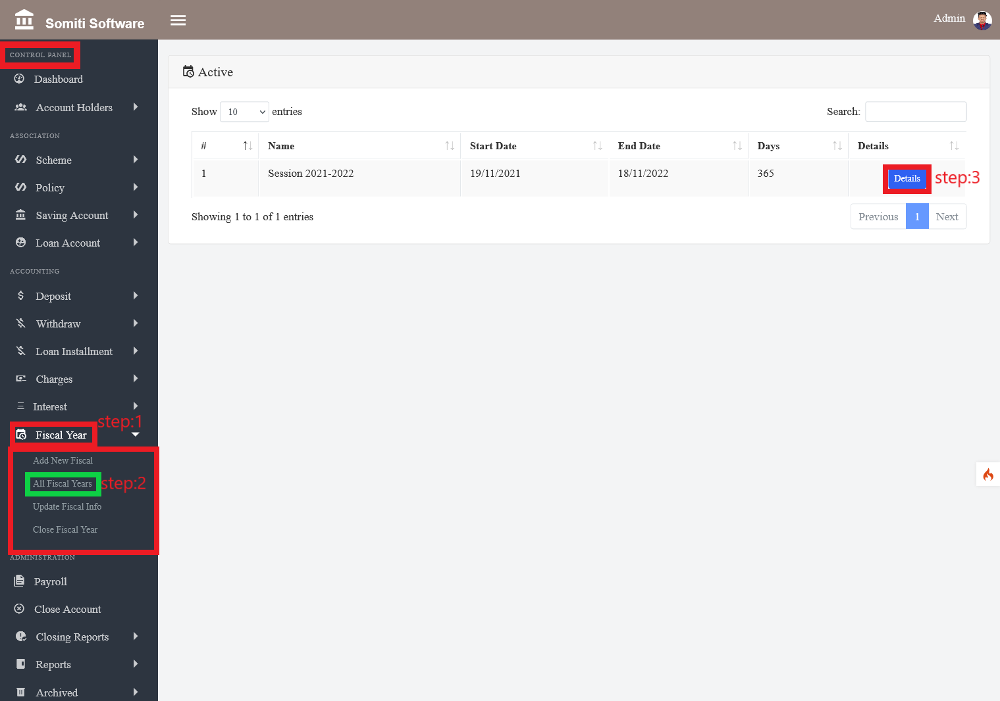 Somiti Software
Admin
CONTROL PANEL
Dashboard
Account Holders
ASSOCIATION
Scheme
Policy
Saving Account
Loan Account
ACCOUNTING
Deposit
Withdraw
Loan Installment
Charges
Interest
step:1
Fiscal Year
Add New Fiscal
All Fiscal Years step:2
Update Fiscal Info
Close Fiscal Year
ADMINISTRATION
Payroll
Close Account
Closing Reports
Reports
Archived
Active
Show 10 entries Search:
# Name Start Date End Date Days Details
1 Session 2021-2022 19/11/2021 18/11/2022 365 Details step:3
Showing 1 to 1 of 1 entries Previous 1 Next